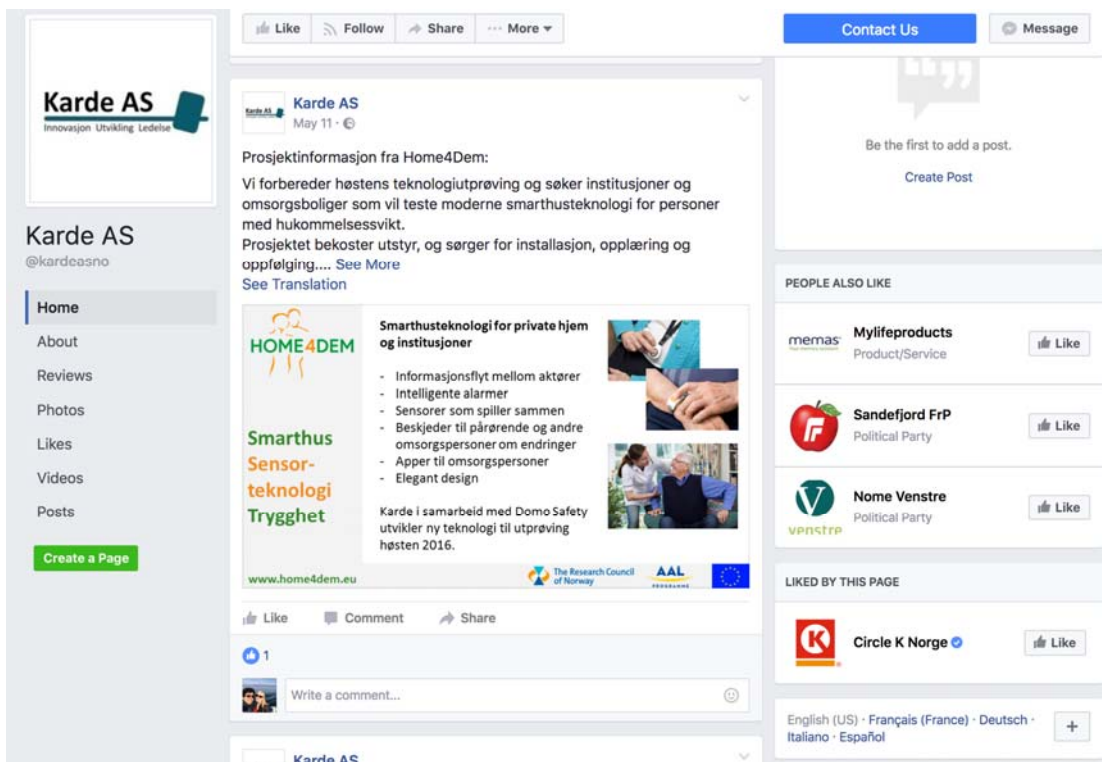 Like
Follow
Share
More
Contact Us
Message
Karde AS
Innovasjon Utvikling Ledelse
Karde AS
@kardeasno
Home
About
Reviews
Photos
Likes
Videos
Posts
Create a Page
Karde AS
Karde AS
May 11 ·
Prosjektinformasjon fra Home4Dem:
Vi forbereder høstens teknologiutprøving og søker institusjoner og
omsorgsboliger som vil teste moderne smarthusteknologi for personer
med hukommelsessvikt.
Prosjektet bekoster utstyr, og sørger for installasjon, opplæring og
oppfølging.... See More
See Translation
HOME4DEM
Smarthus
Sensor-
teknologi
Trygghet
www.home4dem.eu
Smarthusteknologi for private hjem
og institusjoner
- Informasjonsflyt mellom aktører
- Intelligente alarmer
- Sensorer som spiller sammen
- Beskjeder til pårørende og andre
omsorgspersoner om endringer
- Apper til omsorgspersoner
- Elegant design
Karde i samarbeid med Domo Safety
utvikler ny teknologi til utprøving
høsten 2016.
The Research Council
of Norway
AAL
PROGRAMME
Like
Comment
Share
1
Write a comment...
Karde AS
Be the first to add a post.
Create Post
PEOPLE ALSO LIKE
memas
Mylifeproducts
Product/Service
Like
Sandefjord FrP
Political Party
Like
venstre
Nome Venstre
Political Party
Like
LIKED BY THIS PAGE
K
Circle K Norge
Like
English (US) · Français (France) · Deutsch ·
Italiano · Español
+